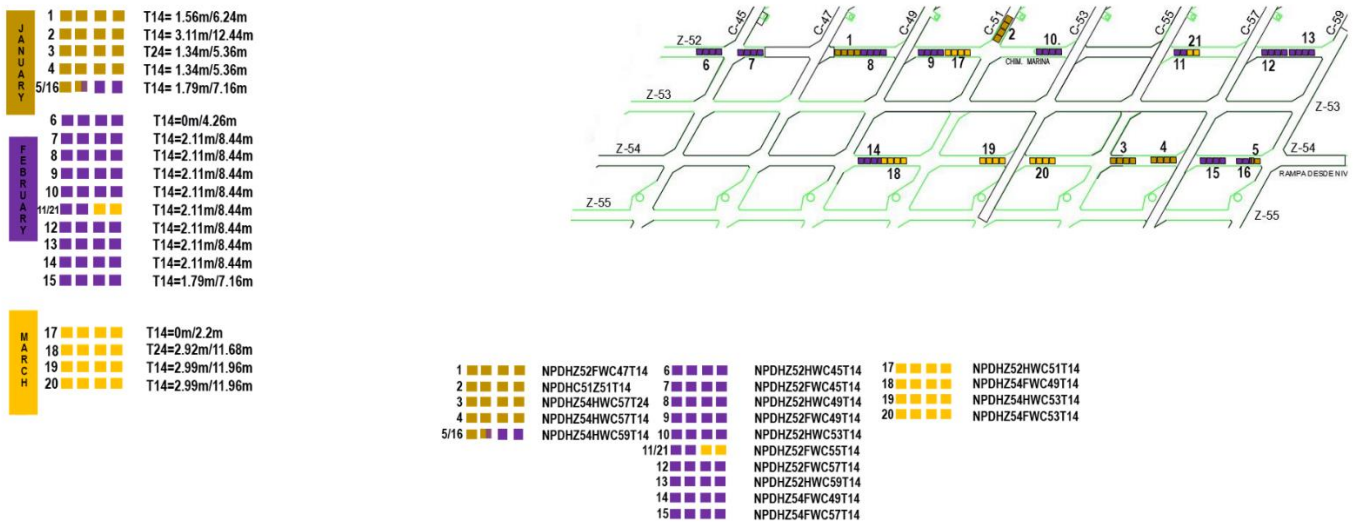 JANUARY
1 T14= 1.56m/6.24m
2 T14= 3.11m/12.44m
3 T24= 1.34m/5.36m
4 T14= 1.34m/5.36m
5/16 T14= 1.79m/7.16m
FEBRUARY
6 T14=0m/4.26m
7 T14=2.11m/8.44m
8 T14=2.11m/8.44m
9 T14=2.11m/8.44m
10 T14=2.11m/8.44m
11/21 T14=2.11m/8.44m
12 T14=2.11m/8.44m
13 T14=2.11m/8.44m
14 T14=2.11m/8.44m
15 T14=1.79m/7.16m
MARCH
17 T14=0m/2.2m
18 T24=2.92m/11.68m
19 T14=2.99m/11.96m
20 T14=2.99m/11.96m
C-45 C-47 C-49 C-51 C-53 C-55 C-57 C-59
Z-52 1 2 10. 21 13
6 7 8 9 17 CHIM. MARINA 11 12
Z-53 Z-53
Z-54 14 19 3 4 5 Z-54
18 20 15 16 RAMPA DESDE NIV
Z-55 Z-55
1 NPDHZ52FWC47T14
2 NPDHC51Z51T14
3 NPDHZ54HWC57T24
4 NPDHZ54HWC57T14
5/16 NPDHZ54HWC59T14
6 NPDHZ52HWC45T14
7 NPDHZ52FWC45T14
8 NPDHZ52HWC49T14
9 NPDHZ52FWC49T14
10 NPDHZ52HWC53T14
11/21 NPDHZ52FWC55T14
12 NPDHZ52FWC57T14
13 NPDHZ52HWC59T14
14 NPDHZ54FWC49T14
15 NPDHZ54FWC57T14
17 NPDHZ52HWC51T14
18 NPDHZ54FWC49T14
19 NPDHZ54HWC53T14
20 NPDHZ54FWC53T14